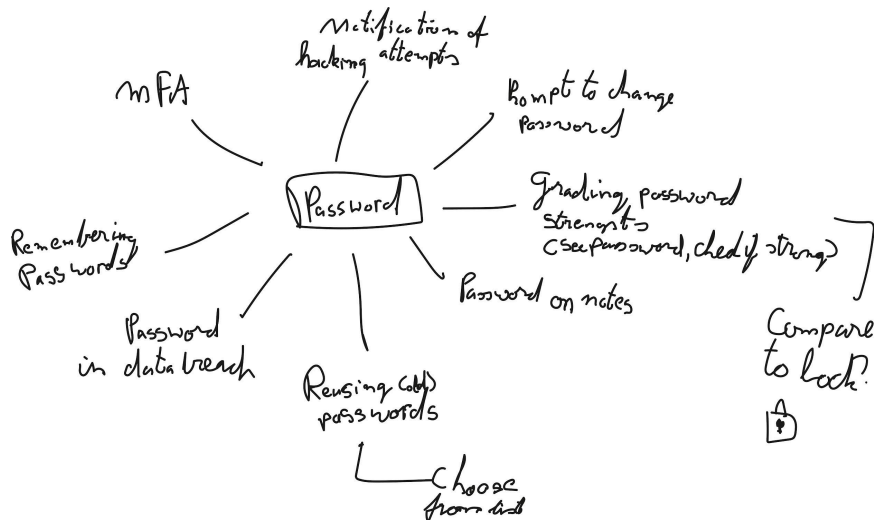 Notification of
hacking attempts
MFA
Prompt to change
password
Password
Grading password
strengths
(see password, check if strong)
Remembering
Passwords
Password on notes
Password
in data breach
Compare
to lock?
Reusing (old)
passwords
Choose
from list